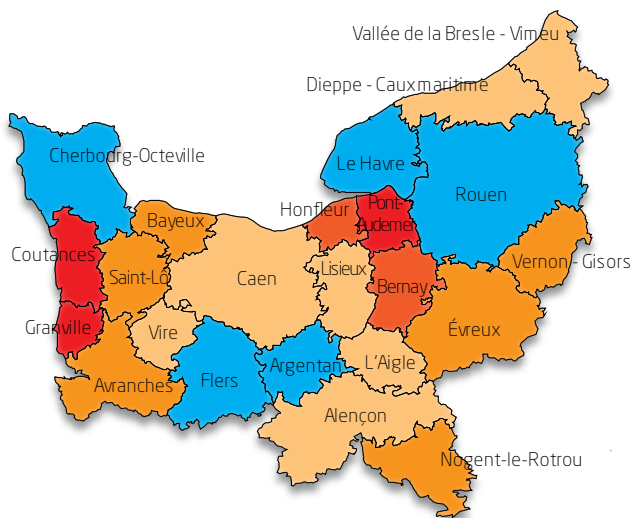 Vallée de la Bresle - Vimeu
Dieppe - Caux maritime
Cherbourg-Octeville
Le Havre
Rouen
Honfleur
Pont-
Audemer
Bayeux
Coutances
Saint-Lô
Caen
Lisieux
Bernay
Vernon - Gisors
Granville
Vire
Évreux
Avranches
Flers
Argentan
L'Aigle
Alençon
Nogent-le-Rotrou